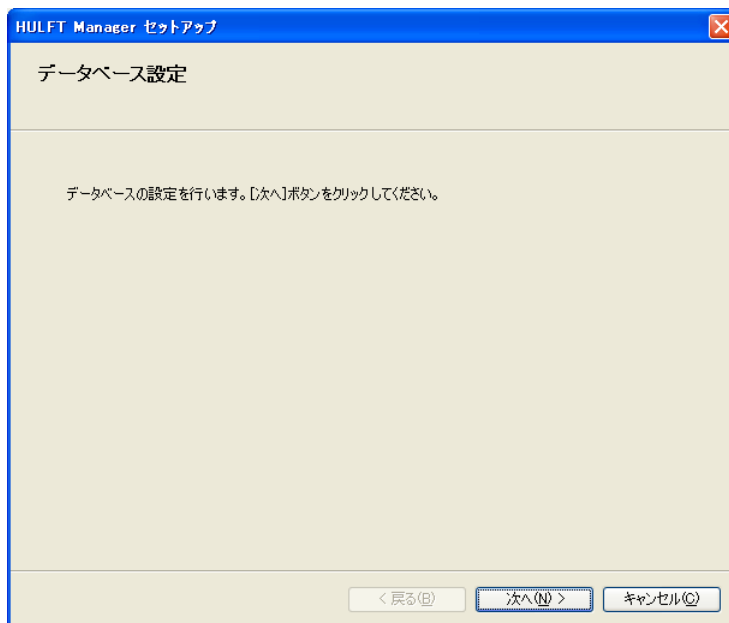 HULFT Manager セットアップ
データベース設定
データベースの設定を行います。[次へ]ボタンをクリックしてください。
< 戻る(B) 次へ(N) > キャンセル(C)